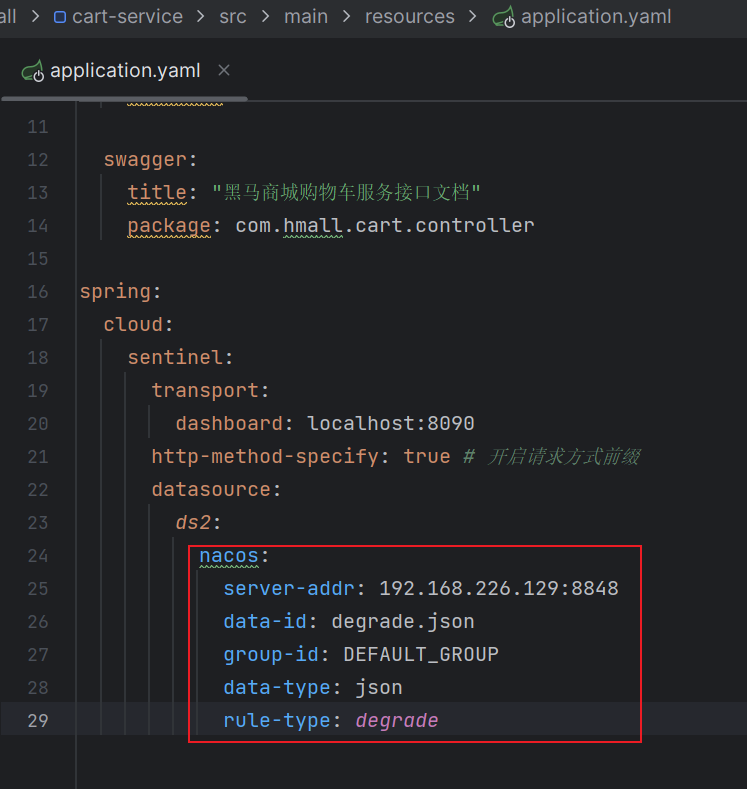 all > cart-service > src > main > resources > application.yaml
application.yaml ×
11
12 swagger:
13 title: "黑马商城购物车服务接口文档"
14 package: com.hmall.cart.controller
15
16 spring:
17 cloud:
18 sentinel:
19 transport:
20 dashboard: localhost:8090
21 http-method-specify: true # 开启请求方式前缀
22 datasource:
23 ds2:
24 nacos:
25 server-addr: 192.168.226.129:8848
26 data-id: degrade.json
27 group-id: DEFAULT_GROUP
28 data-type: json
29 rule-type: degrade